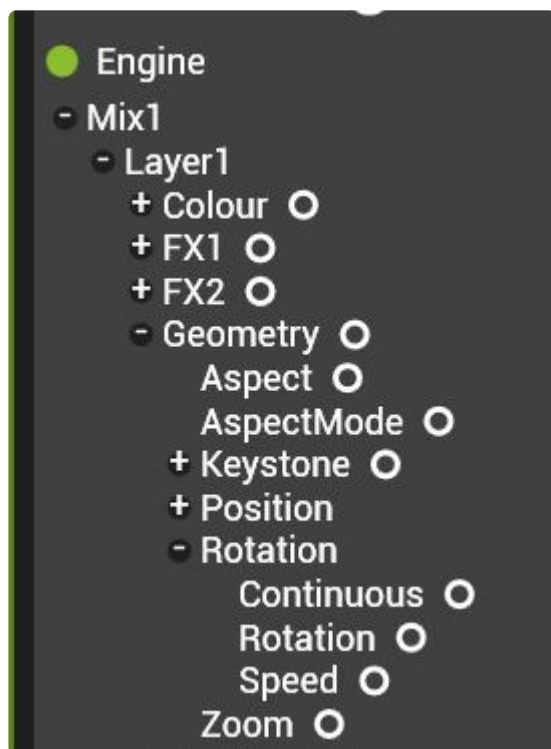 Engine
Mix1
Layer1
Colour
FX1
FX2
Geometry
Aspect
AspectMode
Keystone
Position
Rotation
Continuous
Rotation
Speed
Zoom